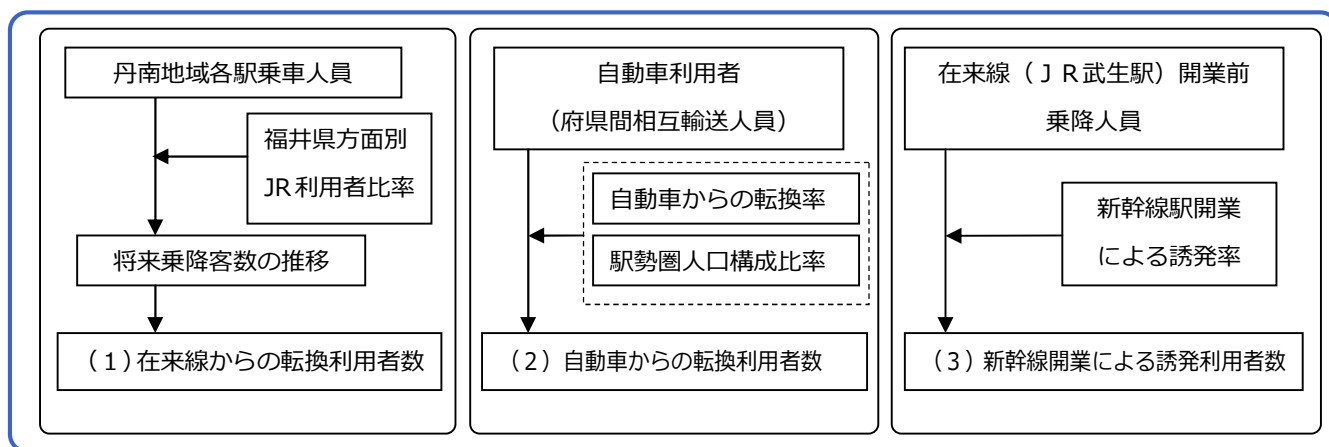 丹南地域各駅乗車人員
福井県方面別
JR利用者比率
将来乗降客数の推移
（1）在来線からの転換利用者数
自動車利用者
（府県間相互輸送人員）
自動車からの転換率
駅勢圏人口構成比率
（2）自動車からの転換利用者数
在来線（ＪＲ武生駅）開業前
乗降人員
新幹線駅開業
による誘発率
（3）新幹線開業による誘発利用者数